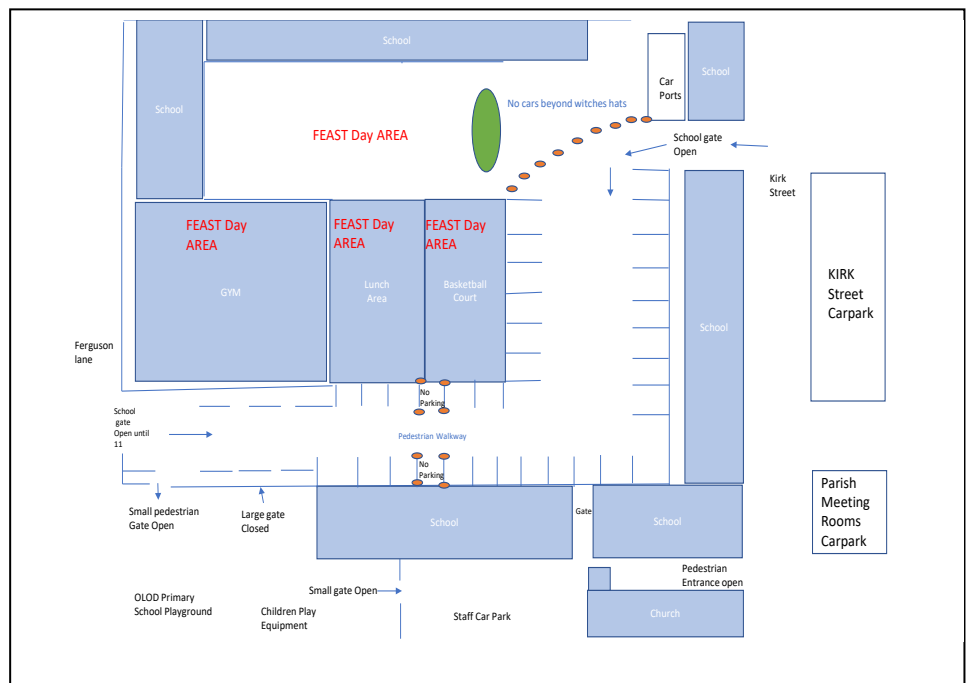 School
School
School
Car
Ports
No cars beyond witches hats
FEAST Day AREA
School gate
Open
Kirk
Street
FEAST Day
AREA
FEAST Day
AREA
FEAST Day
AREA
GYM
Lunch
Area
Basketball
Court
School
KIRK
Street
Carpark
Ferguson
lane
School
gate
Open until
11
No
Parking
Pedestrian Walkway
No
Parking
Small pedestrian
Gate Open
Large gate
Closed
School
Gate
School
Parish
Meeting
Rooms
Carpark
Small gate Open
Pedestrian
Entrance open
OLOD Primary
School Playground
Children Play
Equipment
Staff Car Park
Church